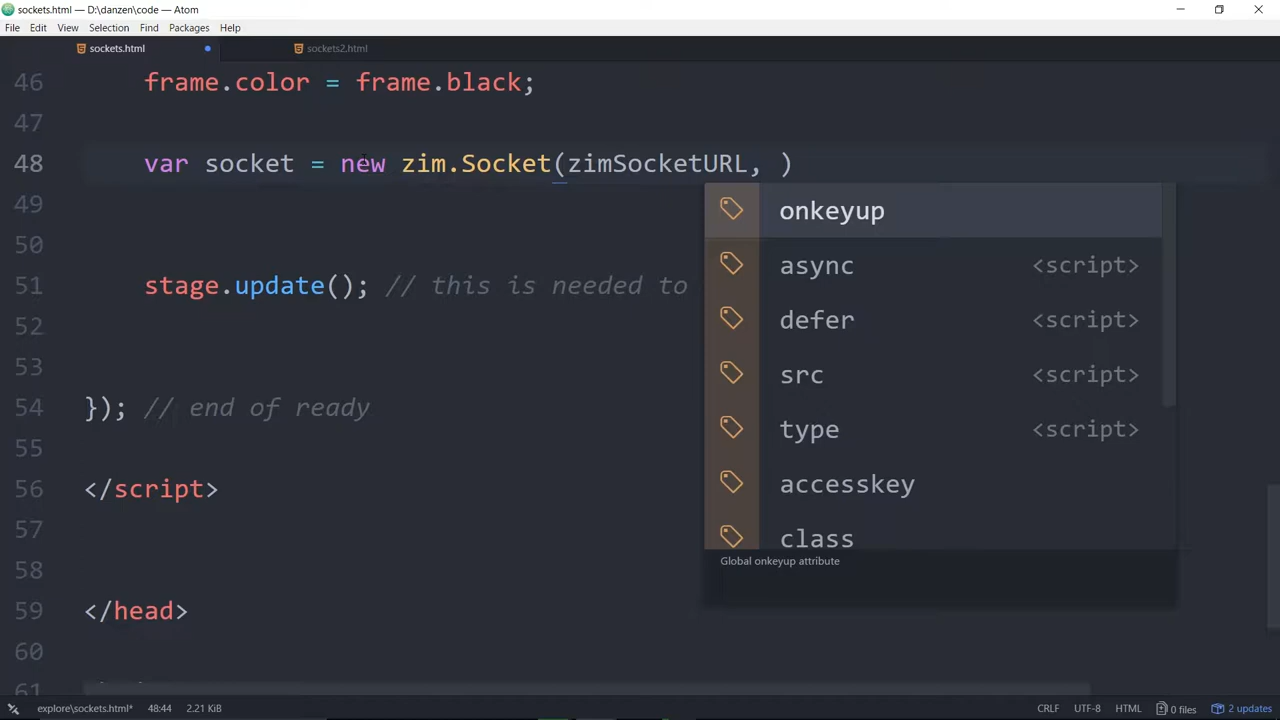 sockets.html — D:\danzen\code — Atom
File Edit View Selection Find Packages Help
sockets.html
sockets2.html
46 frame.color = frame.black;
47
48 var socket = new zim.Socket(zimSocketURL, )
49
50
51 stage.update(); // this is needed to
52
53
54 }); // end of ready
55
56 </script>
57
58
59 </head>
60
61
onkeyup
async <script>
defer <script>
src <script>
type <script>
accesskey
class
Global onkeyup attribute
explore\sockets.html* 48:44 2.21 KiB CRLF UTF-8 HTML 0 files 2 updates